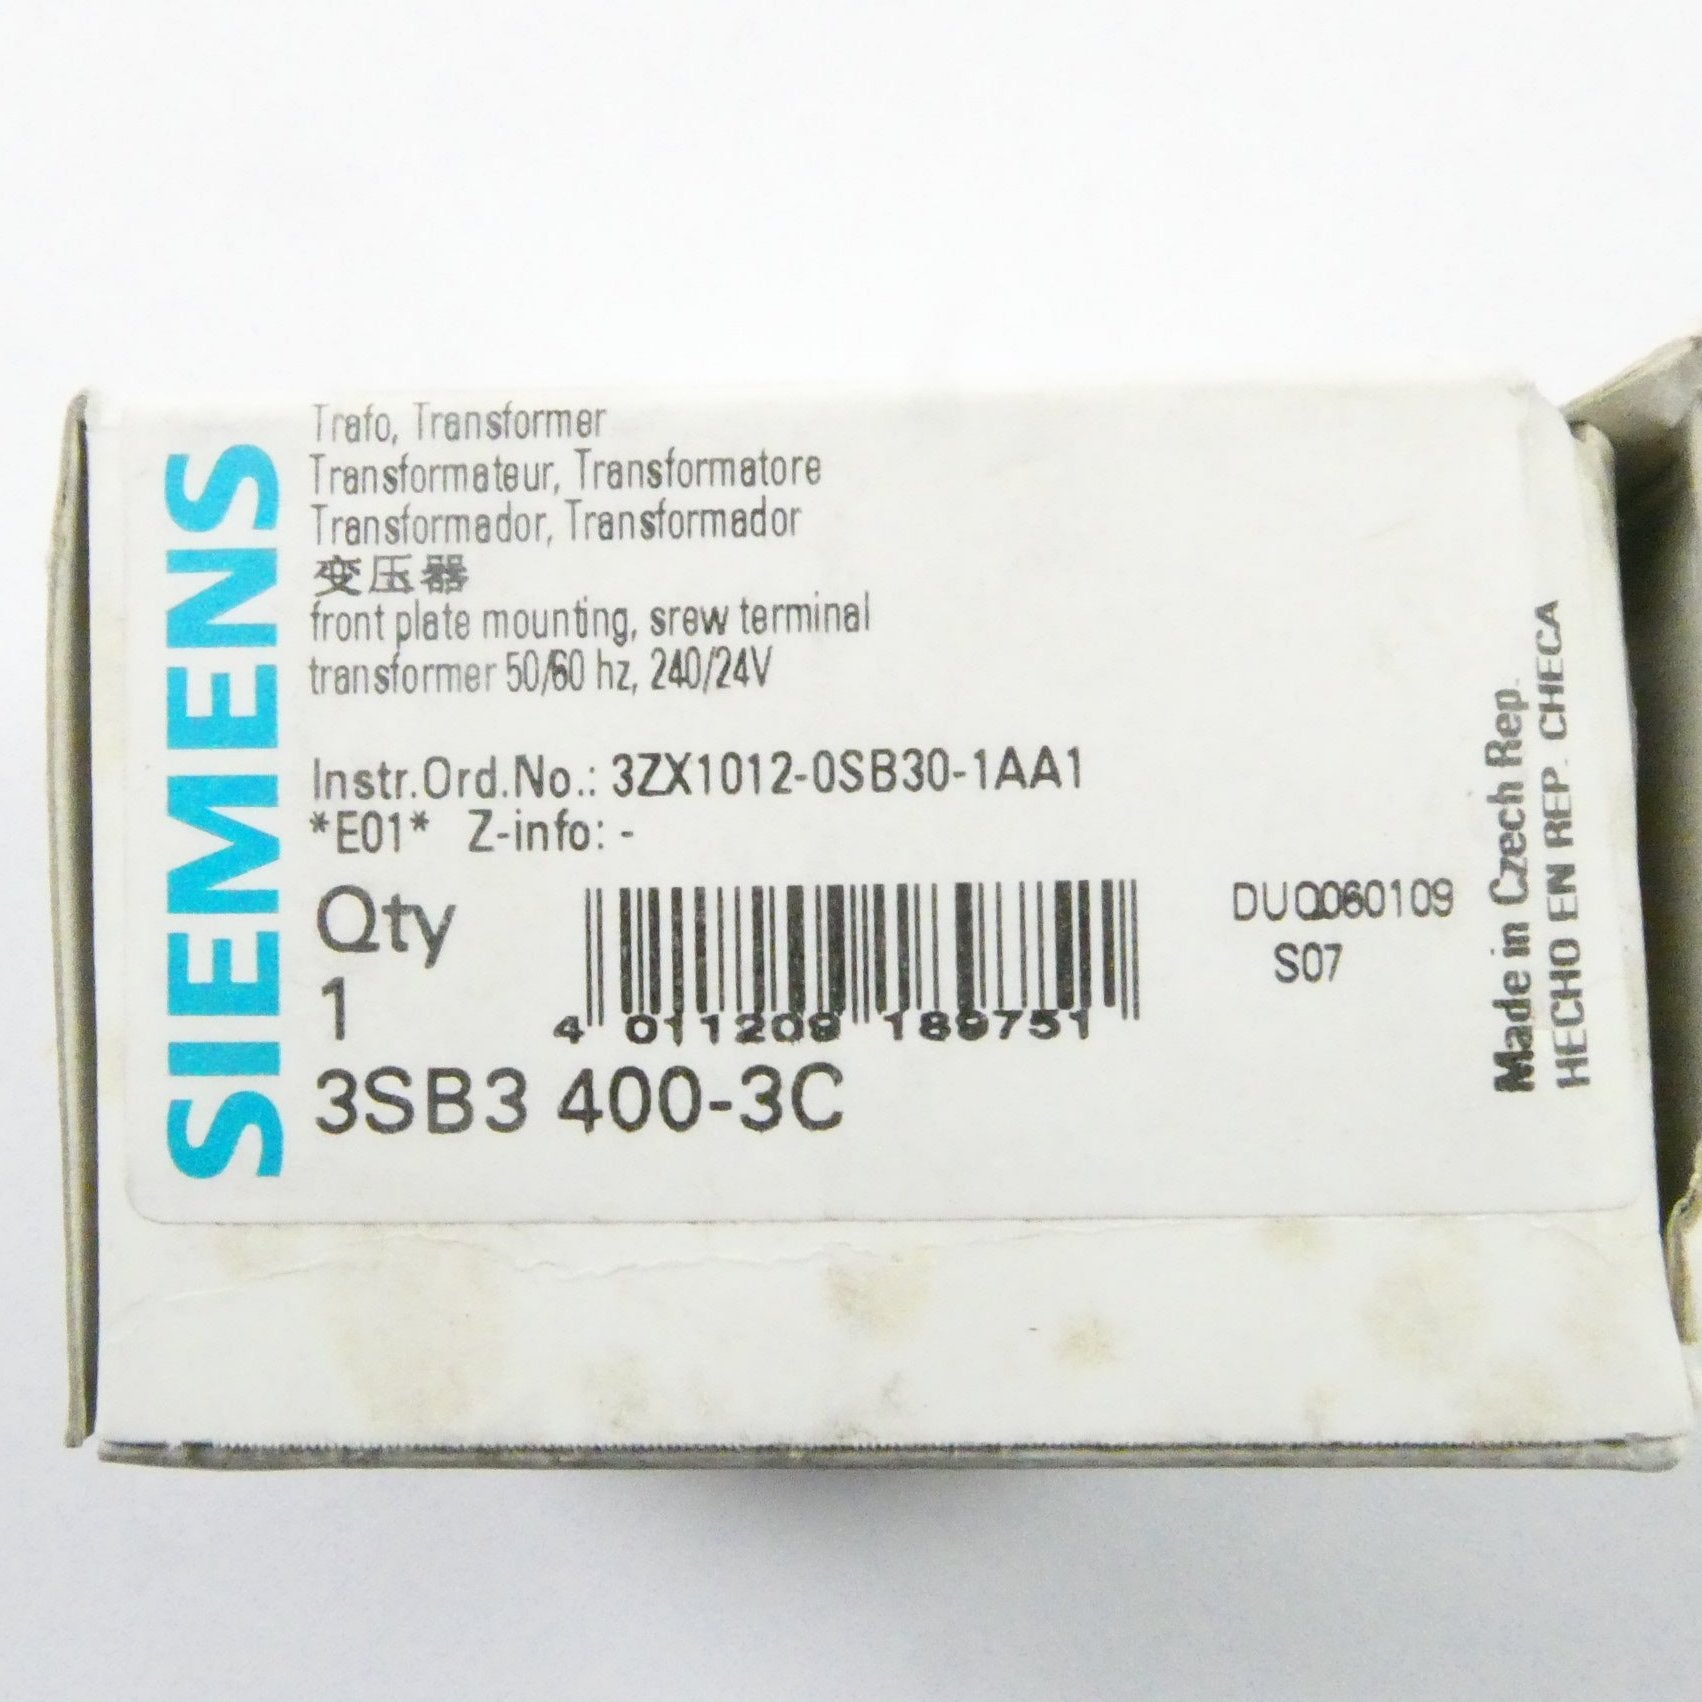 SIEMENS
Trafo, Transformer
Transformateur, Transformatore
Transformador, Transformador
变压器
front plate mounting, srew terminal
transformer 50/60 hz, 240/24V
Instr.Ord.No.: 3ZX1012-0SB30-1AA1
*E01* Z-info: -
Qty
1
4 011209 189751
3SB3 400-3C
DUQ060109
S07
Made in Czech Rep.
HECHO EN REP. CHECA